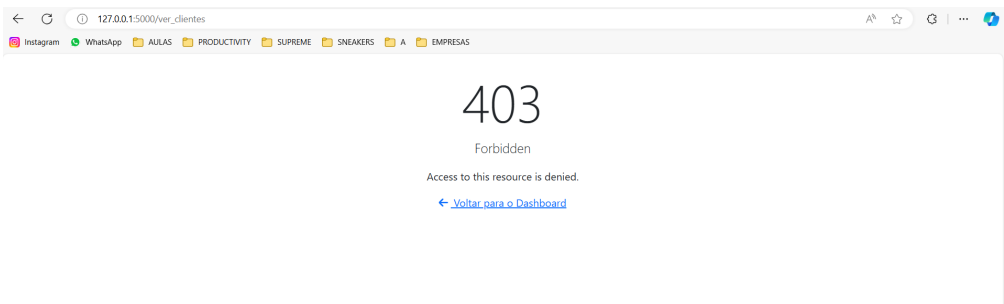 127.0.0.1:5000/ver_clientes
Instagram WhatsApp AULAS PRODUCTIVITY SUPREME SNEAKERS A EMPRESAS
403
Forbidden
Access to this resource is denied.
← Voltar para o Dashboard